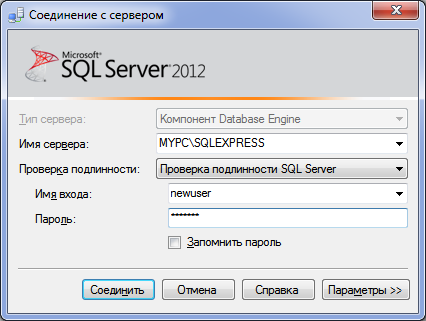 Соединение с сервером
Microsoft
SQL Server 2012
Тип сервера: Компонент Database Engine
Имя сервера: MYPC\SQLEXPRESS
Проверка подлинности: Проверка подлинности SQL Server
Имя входа: newuser
Пароль: *******
Запомнить пароль
Соединить Отмена Справка Параметры >>